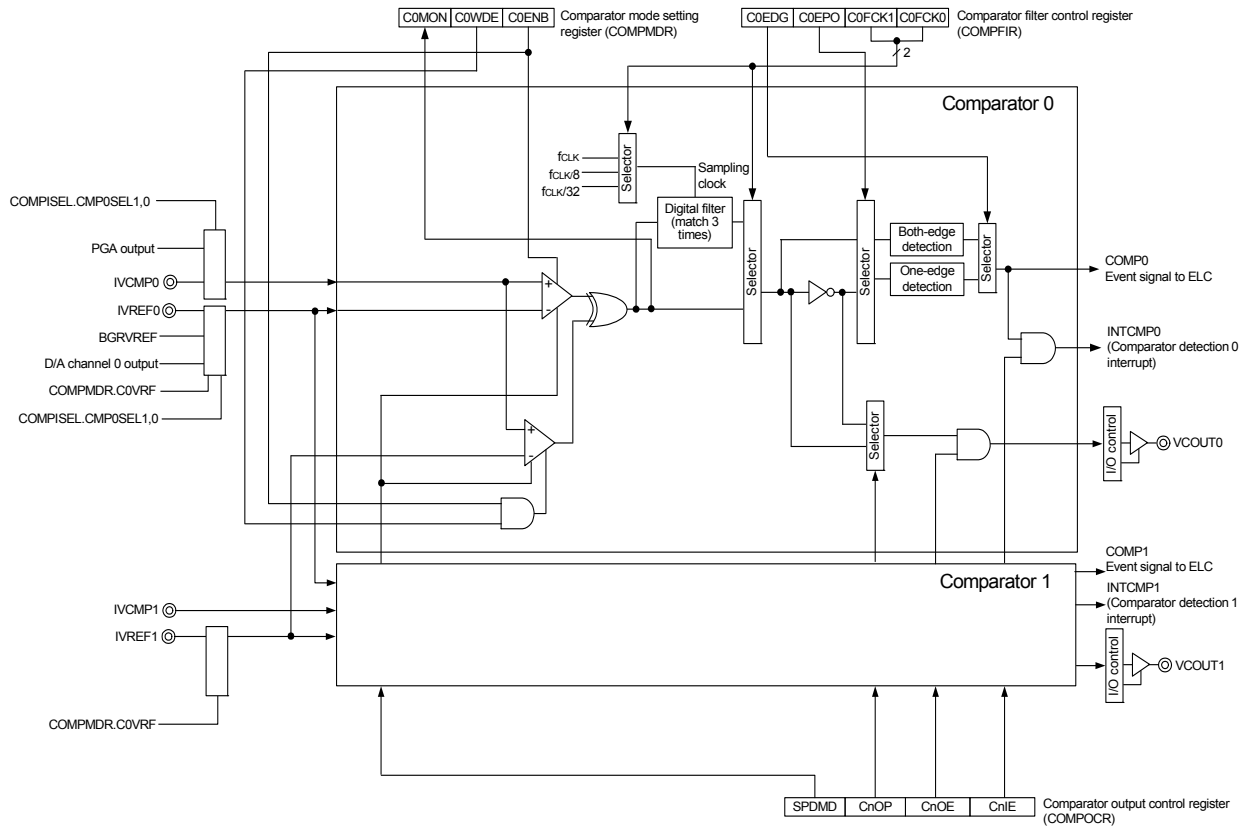 C0MON C0WDE C0ENB
Comparator mode setting
register (COMPMDR)
C0EDG C0EPO C0FCK1 C0FCK0
Comparator filter control register
(COMPFIR)
2
Comparator 0
fCLK
fCLK/8
fCLK/32
Selector
Sampling
clock
Digital filter
(match 3
times)
Selector
Selector
Both-edge
detection
One-edge
detection
Selector
COMPISEL.CMP0SEL1,0
PGA output
IVCMP0
IVREF0
BGRVREF
D/A channel 0 output
COMPMDR.C0VRF
COMPISEL.CMP0SEL1,0
+
-
+
-
COMP0
Event signal to ELC
INTCMP0
(Comparator detection 0
interrupt)
Selector
I/O control
VCOUT0
Comparator 1
COMP1
Event signal to ELC
INTCMP1
(Comparator detection 1
interrupt)
I/O control
VCOUT1
IVCMP1
IVREF1
COMPMDR.C0VRF
SPDMD CnOP CnOE CnIE
Comparator output control register
(COMPOCR)